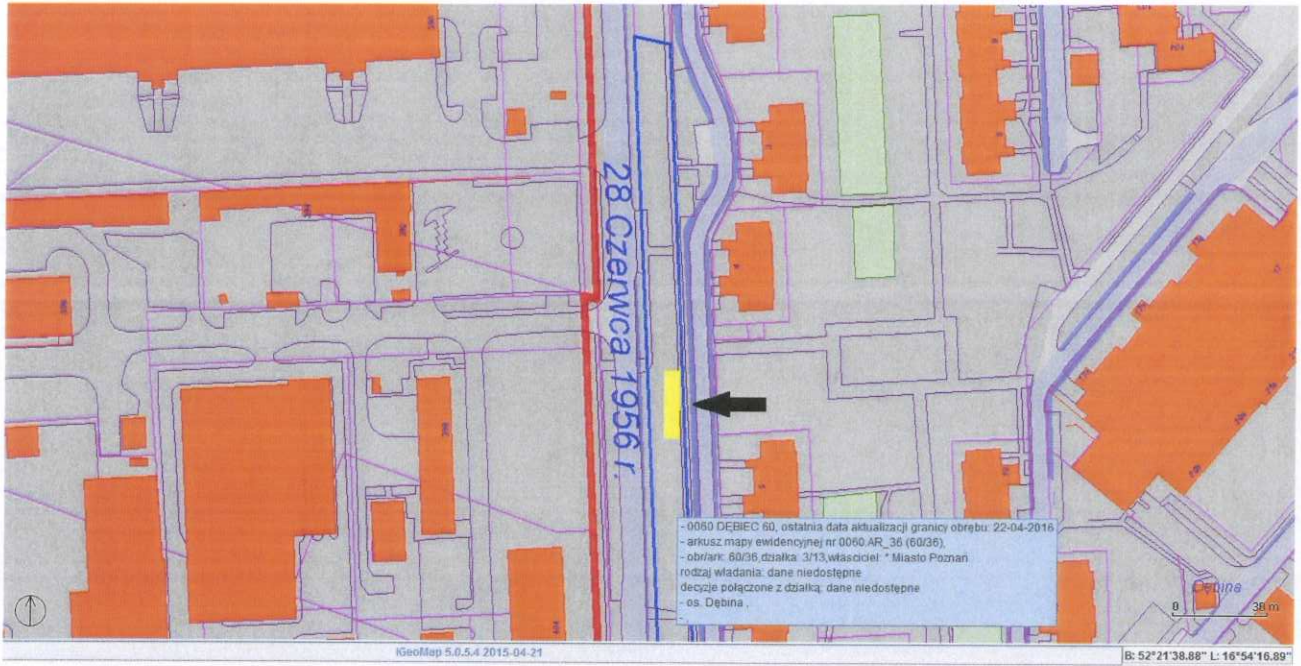 28 Czerwca 1956 r.
- 0060 DĘBIEC 60, ostatnia data aktualizacji granicy obrębu: 22-04-2016
- arkusz mapy ewidencyjnej nr 0060.AR_36 (60/36),
- obr/ark: 60/36,działka: 3/13,właściciel: * Miasto Poznań
rodzaj władania: dane niedostępne
decyzje połączone z działką: dane niedostępne
- os. Dębina ,
-
Dębina
0 38 m
iGeoMap 5.0.5.4 2015-04-21
B: 52°21'38.88" L: 16°54'16.89"